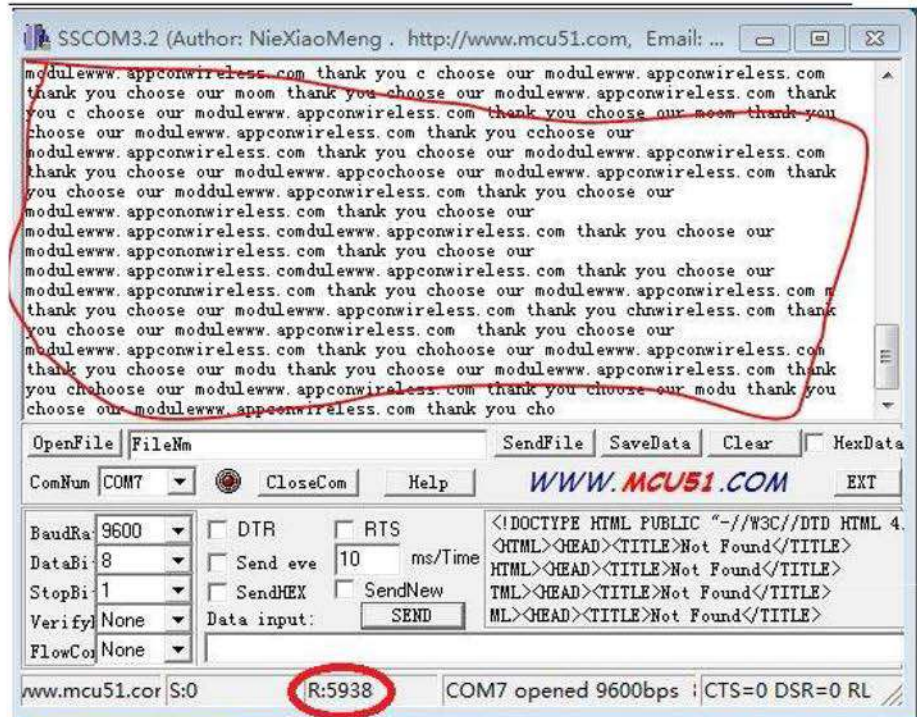 SSCOM3.2 (Author: NieXiaoMeng . http://www.mcu51.com, Email: ...
modulewww.appconwireless.com thank you c choose our modulewww.appconwireless.com
thank you choose our moom thank you choose our modulewww.appconwireless.com thank
you c choose our modulewww.appconwireless.com thank you choose our moom thank you
choose our modulewww.appconwireless.com thank you cchoose our
modulewww.appconwireless.com thank you choose our mododulewww.appconwireless.com
thank you choose our modulewww.appcochoose our modulewww.appconwireless.com thank
you choose our moddulewww.appconwireless.com thank you choose our
modulewww.appcononwireless.com thank you choose our
modulewww.appconwireless.comdulewww.appconwireless.com thank you choose our
modulewww.appcononwireless.com thank you choose our
modulewww.appconwireless.comdulewww.appconwireless.com thank you choose our
modulewww.appconnwireless.com thank you choose our modulewww.appconwireless.com m
thank you choose our modulewww.appconwireless.com thank you chnwireless.com thank
you choose our modulewww.appconwireless.com  thank you choose our
modulewww.appconwireless.com thank you chohoose our modulewww.appconwireless.com
thank you choose our modu thank you choose our modulewww.appconwireless.com thank
you chohoose our modulewww.appconwireless.com thank you choose our modu thank you
choose our modulewww.appconwireless.com thank you cho
OpenFile FileNm SendFile SaveData Clear HexData
ComNum COM7 CloseCom Help WWW.MCU51.COM EXT
BaudRa 9600 DTR RTS
DataBi 8 Send eve 10 ms/Time
StopBi 1 SendHEX SendNew
Verifyl None Data input: SEND
FlowCo None
<!DOCTYPE HTML PUBLIC "-//W3C//DTD HTML 4.
<HTML><HEAD><TITLE>Not Found</TITLE>
HTML><HEAD><TITLE>Not Found</TITLE>
TML><HEAD><TITLE>Not Found</TITLE>
ML><HEAD><TITLE>Not Found</TITLE>
www.mcu51.cor S:0 R:5938 COM7 opened 9600bps CTS=0 DSR=0 RL